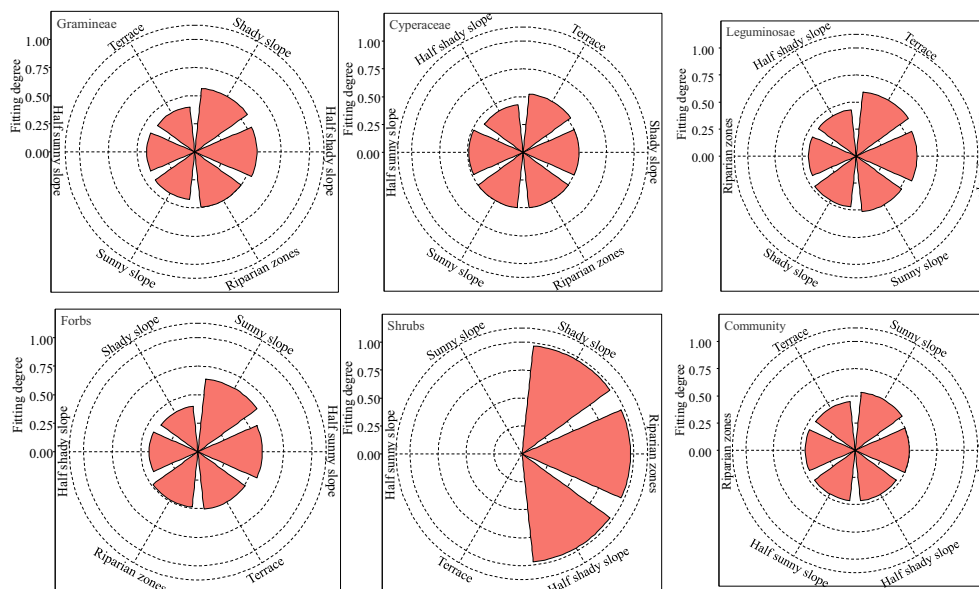 Gramineae
Fitting degree
1.00
0.75
0.50
0.25
0.00
Terrace
Shady slope
Half shady slope
Riparian zones
Sunny slope
Half sunny slope
Cyperaceae
Fitting degree
1.00
0.75
0.50
0.25
0.00
Half shady slope
Terrace
Shady slope
Riparian zones
Sunny slope
Half sunny slope
Leguminosae
Fitting degree
1.00
0.75
0.50
0.25
0.00
Half shady slope
Terrace
Sunny slope
Shady slope
Riparian zones
Forbs
Fitting degree
1.00
0.75
0.50
0.25
0.00
Shady slope
Sunny slope
Half sunny slope
Terrace
Riparian zones
Half shady slope
Shrubs
Fitting degree
1.00
0.75
0.50
0.25
0.00
Sunny slope
Shady slope
Riparian zones
Half shady slope
Terrace
Half sunny slope
Community
Fitting degree
1.00
0.75
0.50
0.25
0.00
Terrace
Sunny slope
Half shady slope
Half sunny slope
Riparian zones